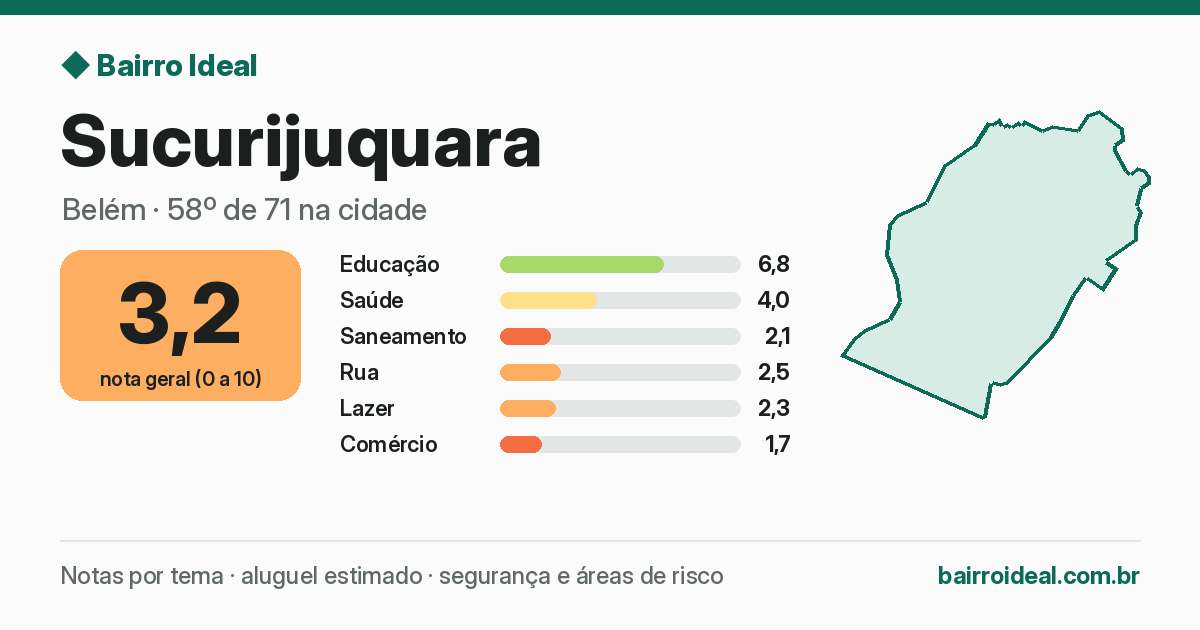 Bairro Ideal
Sucurijuquara
Belém · 58º de 71 na cidade
3,2
nota geral (0 a 10)
Educação 6,8
Saúde 4,0
Saneamento 2,1
Rua 2,5
Lazer 2,3
Comércio 1,7
Notas por tema · aluguel estimado · segurança e áreas de risco
bairroideal.com.br